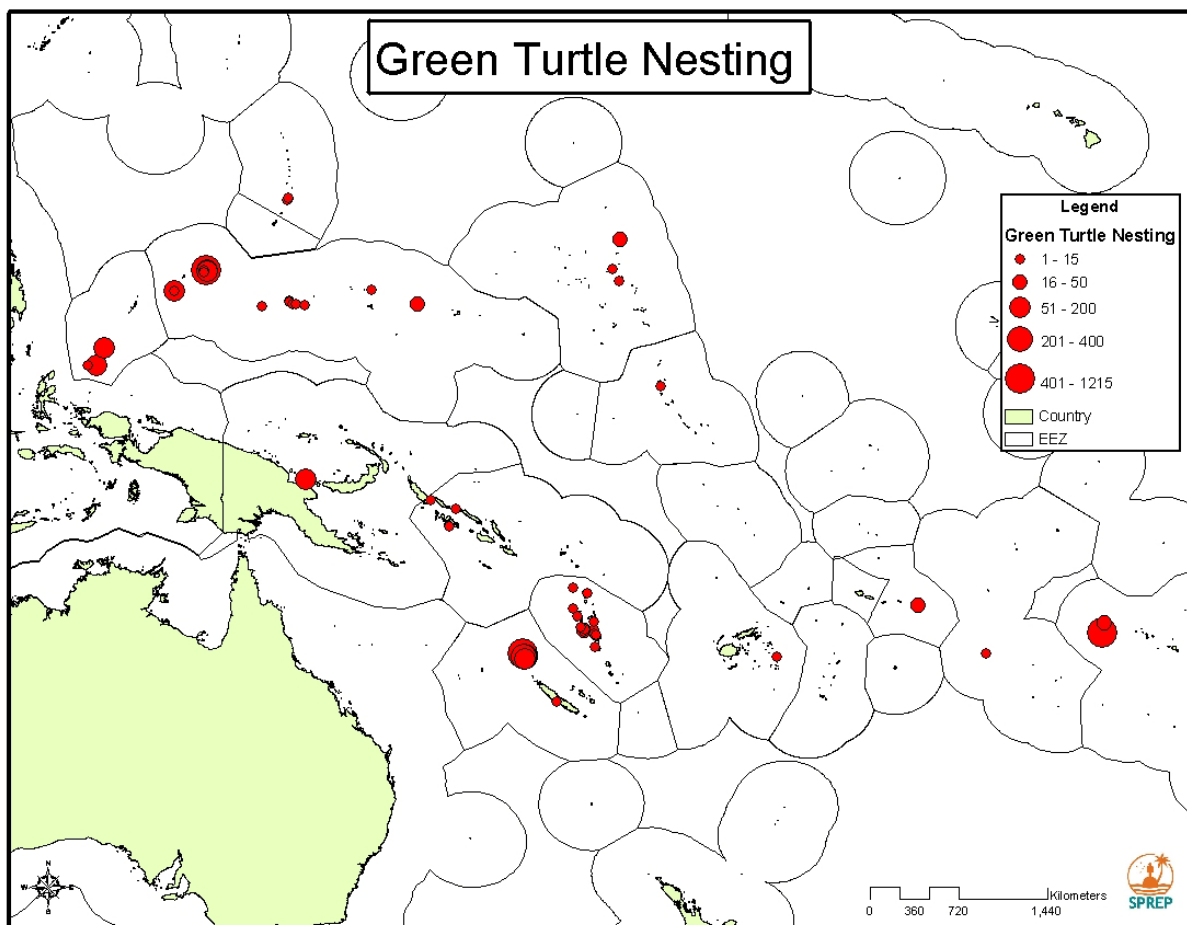 Green Turtle Nesting
Legend
Green Turtle Nesting
1 - 15
16 - 50
51 - 200
201 - 400
401 - 1215
Country
EEZ
N
W E
S
Kilometers
0 360 720 1,440
SPREP